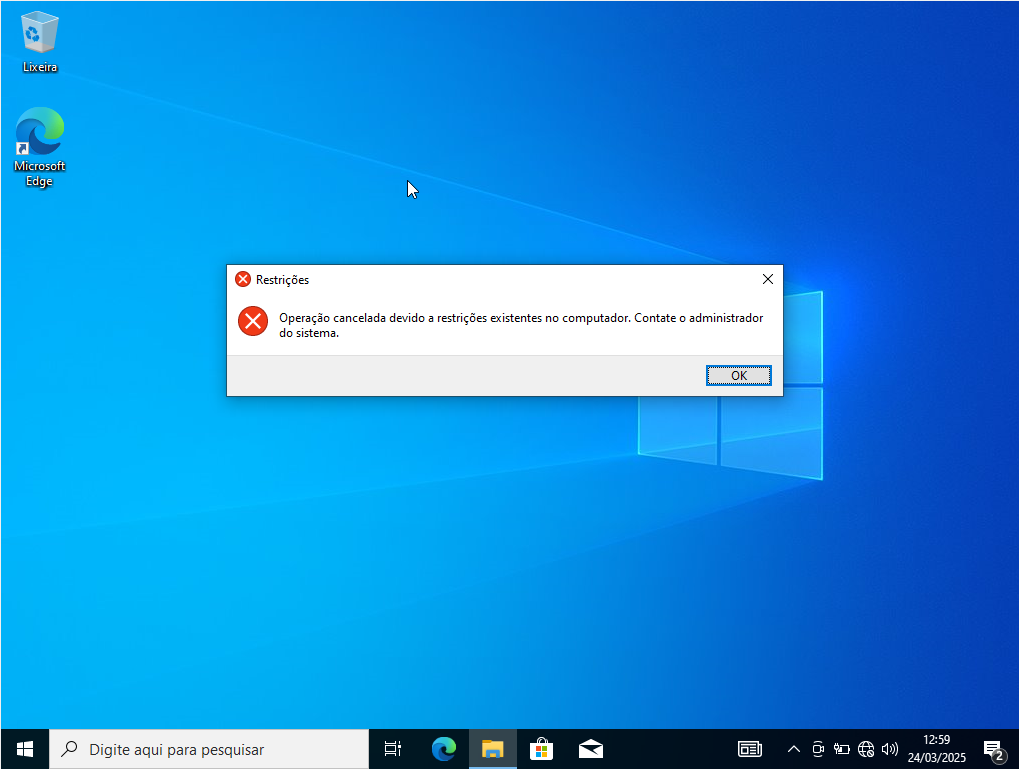 Lixeira
Microsoft
Edge
Restrições
Operação cancelada devido a restrições existentes no computador. Contate o administrador
do sistema.
OK
Digite aqui para pesquisar
12:59
24/03/2025
2